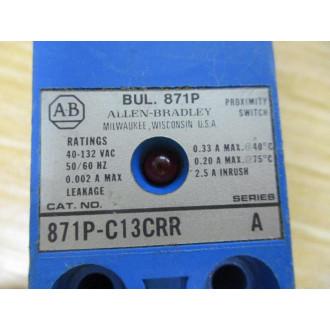 A-B
BUL. 871P
ALLEN-BRADLEY
MILWAUKEE, WISCONSIN U.S.A.
PROXIMITY
SWITCH
RATINGS
40-132 VAC
50/60 HZ
0.002 A MAX
LEAKAGE
0.33 A MAX.@40°C
0.20 A MAX.@75°C
2.5 A INRUSH
CAT. NO.
SERIES
871P-C13CRR
A